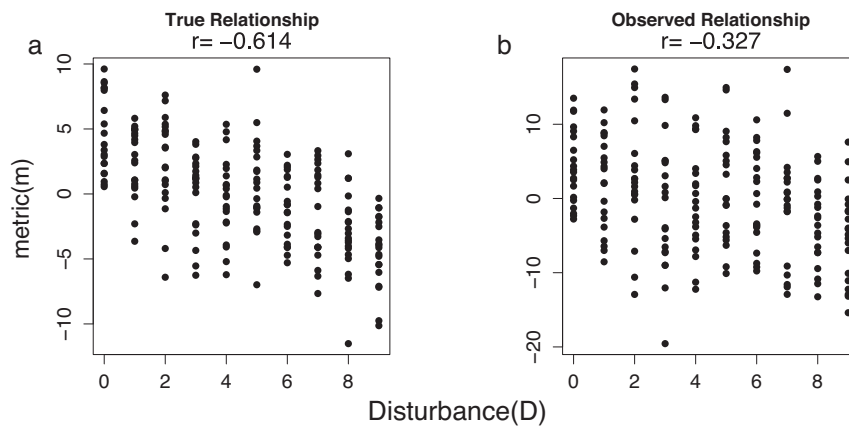 True Relationship
a
r= −0.614
10
5
0
−5
−10
metric(m)
0 2 4 6 8
Observed Relationship
b
r= −0.327
10
0
−10
−20
0 2 4 6 8
Disturbance(D)